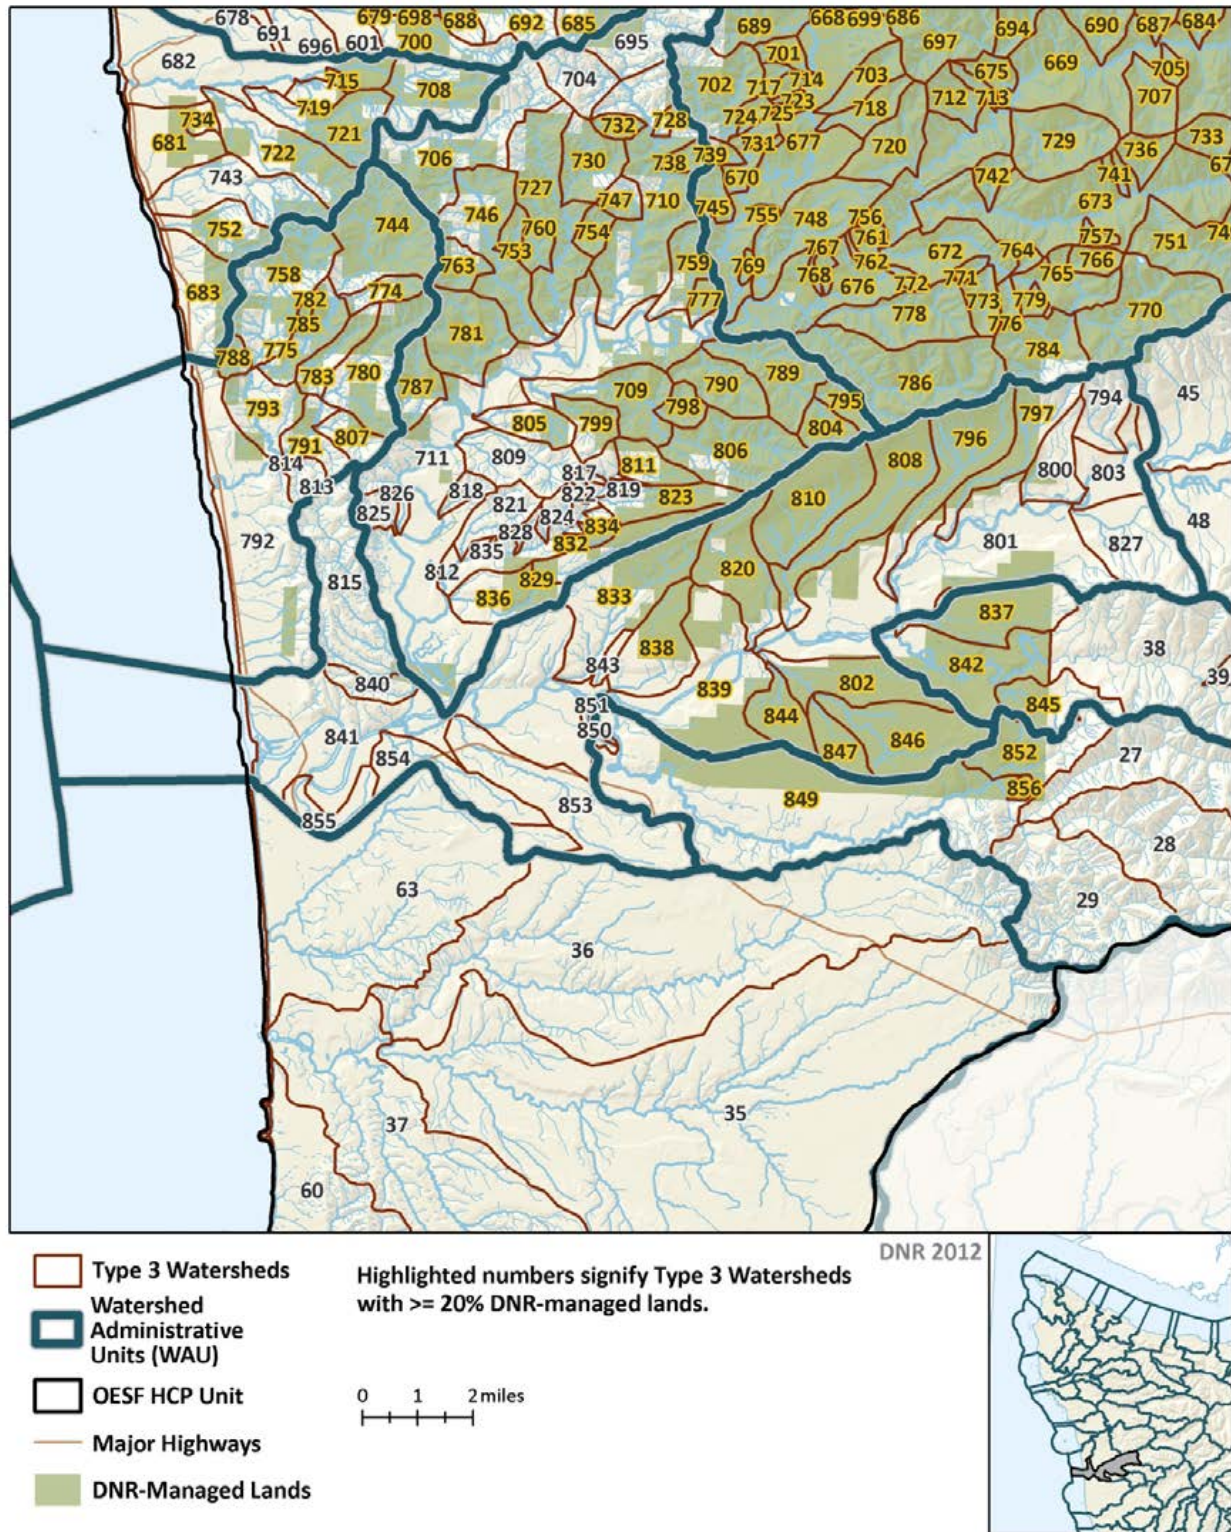 678 691 696 601 679 698 688 692 685 695 689 668 699 686 694 690 687 684
682 700 701 697 669
715 708 704 702 717 714 703 675 705
734 719 724 725 723 718 712 713 707
681 721 732 728 731 677 729 733
722 706 730 738 739 720 736
743 727 670 742 741
752 744 746 760 747 710 745 755 748 756 673
753 754 761 757 751
758 763 759 769 767 762 672 764 766
683 782 774 777 768 676 772 771 765
785 781 778 773 779 770
788 775 776
783 780 787 709 790 789 786 784 794 45
793 805 799 798 795 797
791 807 804 796
814 711 809 806 808 800 803
813 817 811
826 818 822 819 823 810
825 821 824 834 48
792 828 832 801 827
815 812 835 829 820
836 833 837
843 838 842 38
840 839 802 39
851 844 845
841 850 847 846 852 27
854 849 856
855 853
28
63 29
36
37 35
60
DNR 2012
Type 3 Watersheds
Watershed
Administrative
Units (WAU)
OESF HCP Unit
Major Highways
DNR-Managed Lands
Highlighted numbers signify Type 3 Watersheds
with >= 20% DNR-managed lands.
0 1 2 miles